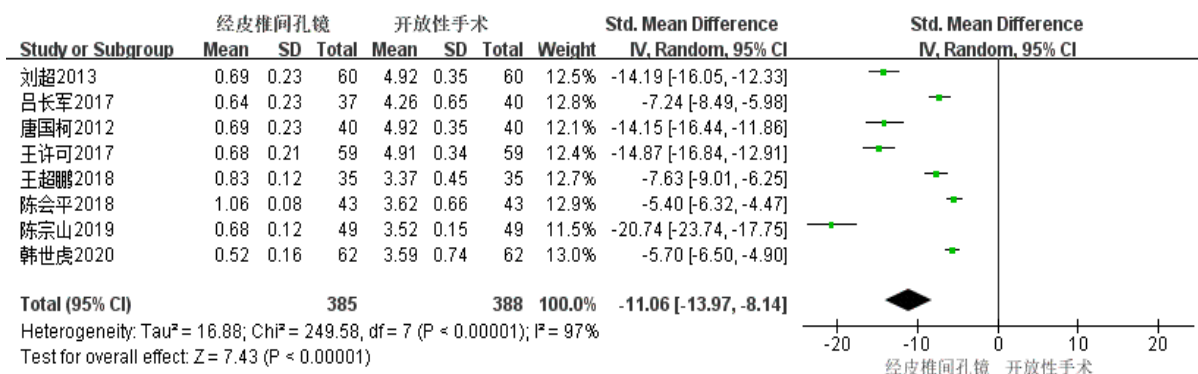 经皮椎间孔镜 开放性手术 Std. Mean Difference Std. Mean Difference
Study or Subgroup Mean SD Total Mean SD Total Weight IV, Random, 95% CI IV, Random, 95% CI
刘超2013 0.69 0.23 60 4.92 0.35 60 12.5% -14.19 [-16.05, -12.33]
吕长军2017 0.64 0.23 37 4.26 0.65 40 12.8% -7.24 [-8.49, -5.98]
唐国柯2012 0.69 0.23 40 4.92 0.35 40 12.1% -14.15 [-16.44, -11.86]
王许可2017 0.68 0.21 59 4.91 0.34 59 12.4% -14.87 [-16.84, -12.91]
王超鹏2018 0.83 0.12 35 3.37 0.45 35 12.7% -7.63 [-9.01, -6.25]
陈会平2018 1.06 0.08 43 3.62 0.66 43 12.9% -5.40 [-6.32, -4.47]
陈宗山2019 0.68 0.12 49 3.52 0.15 49 11.5% -20.74 [-23.74, -17.75]
韩世虎2020 0.52 0.16 62 3.59 0.74 62 13.0% -5.70 [-6.50, -4.90]
Total (95% CI) 385 388 100.0% -11.06 [-13.97, -8.14]
Heterogeneity: Tau² = 16.88; Chi² = 249.58, df = 7 (P < 0.00001); I² = 97%
Test for overall effect: Z = 7.43 (P < 0.00001)
-20 -10 0 10 20
经皮椎间孔镜 开放性手术